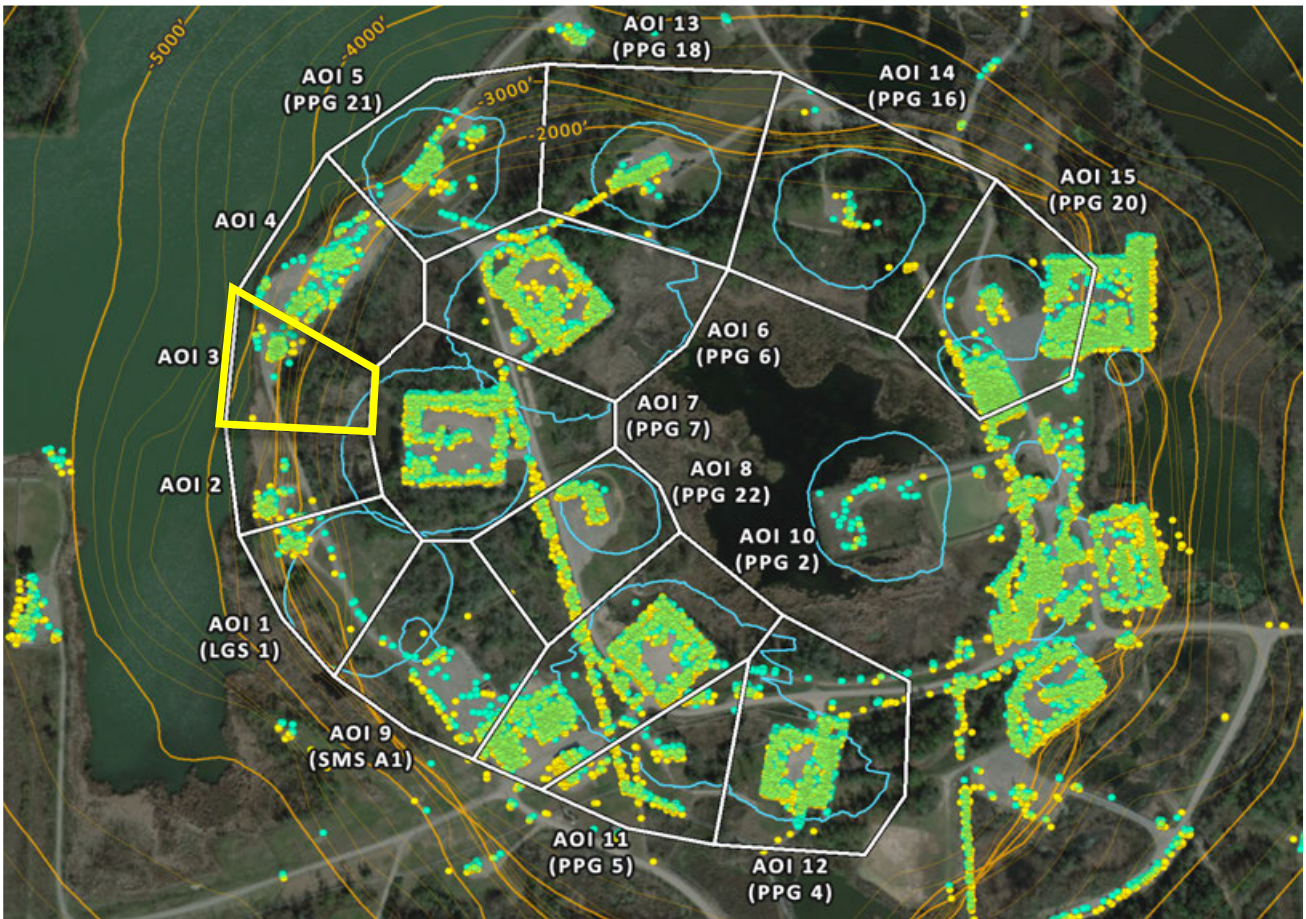 -5000'
-4000'
-3000'
-2000'
AOI 13
(PPG 18)
AOI 5
(PPG 21)
AOI 14
(PPG 16)
AOI 15
(PPG 20)
AOI 4
AOI 3
AOI 6
(PPG 6)
AOI 7
(PPG 7)
AOI 8
(PPG 22)
AOI 2
AOI 10
(PPG 2)
AOI 1
(LGS 1)
AOI 9
(SMS A1)
AOI 11
(PPG 5)
AOI 12
(PPG 4)